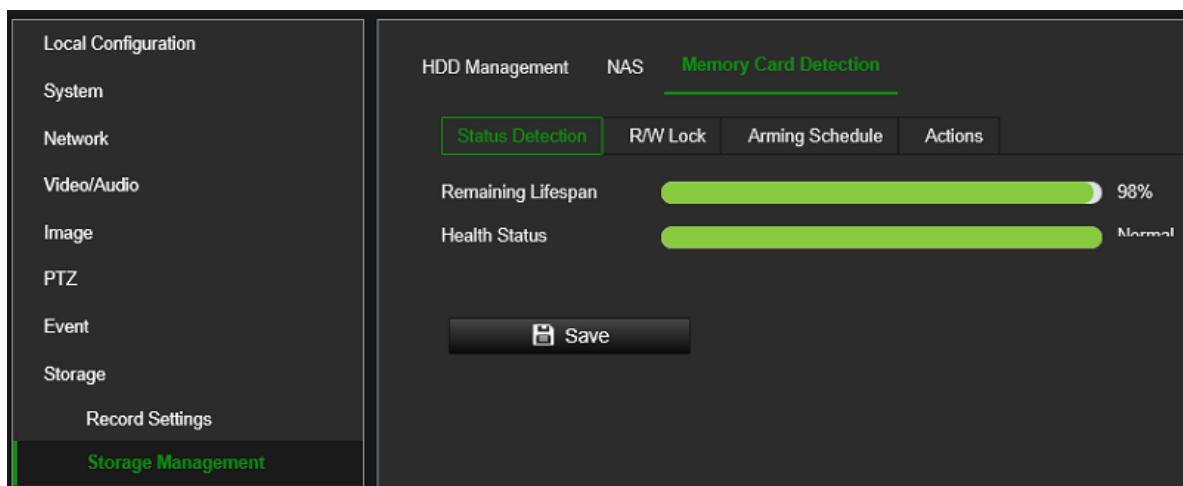 Local Configuration
System
Network
Video/Audio
Image
PTZ
Event
Storage
Record Settings
Storage Management
HDD Management NAS Memory Card Detection
Status Detection R/W Lock Arming Schedule Actions
Remaining Lifespan 98%
Health Status Normal
Save